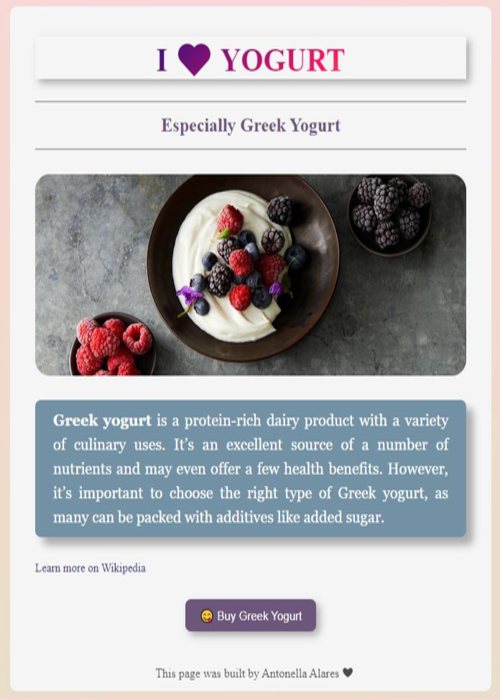 I 💜 YOGURT
Especially Greek Yogurt
Greek yogurt is a protein-rich dairy product with a variety
of culinary uses. It’s an excellent source of a number of
nutrients and may even offer a few health benefits. However,
it’s important to choose the right type of Greek yogurt, as
many can be packed with additives like added sugar.
Learn more on Wikipedia
😋 Buy Greek Yogurt
This page was built by Antonella Alares 🖤